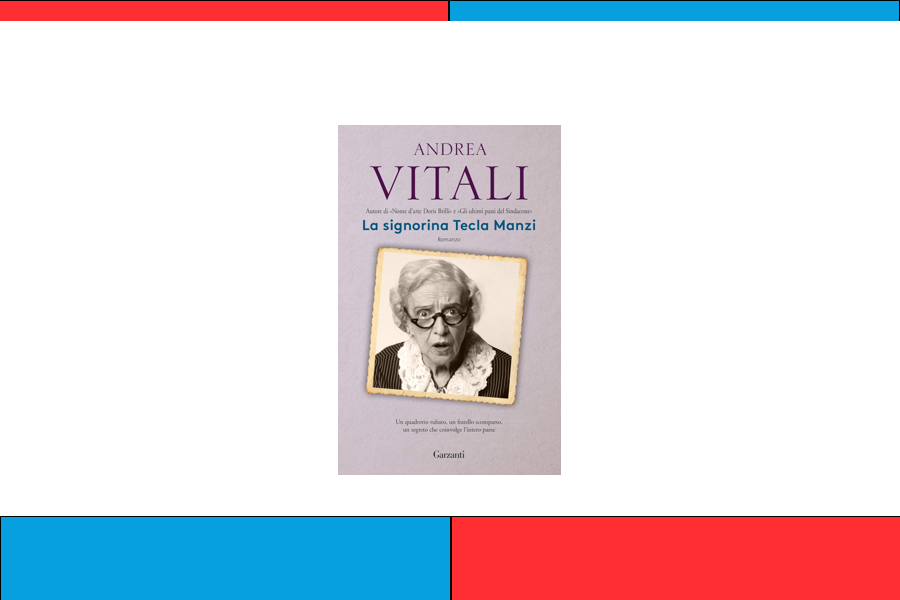 ANDREA
VITALI
Autore di «Nome d'arte Doris Brilli» e «Gli ultimi passi del Sindacone»
La signorina Tecla Manzi
Romanzo
Un quadretto rubato, un fratello scomparso,
un segreto che coinvolge l'intero paese
Garzanti